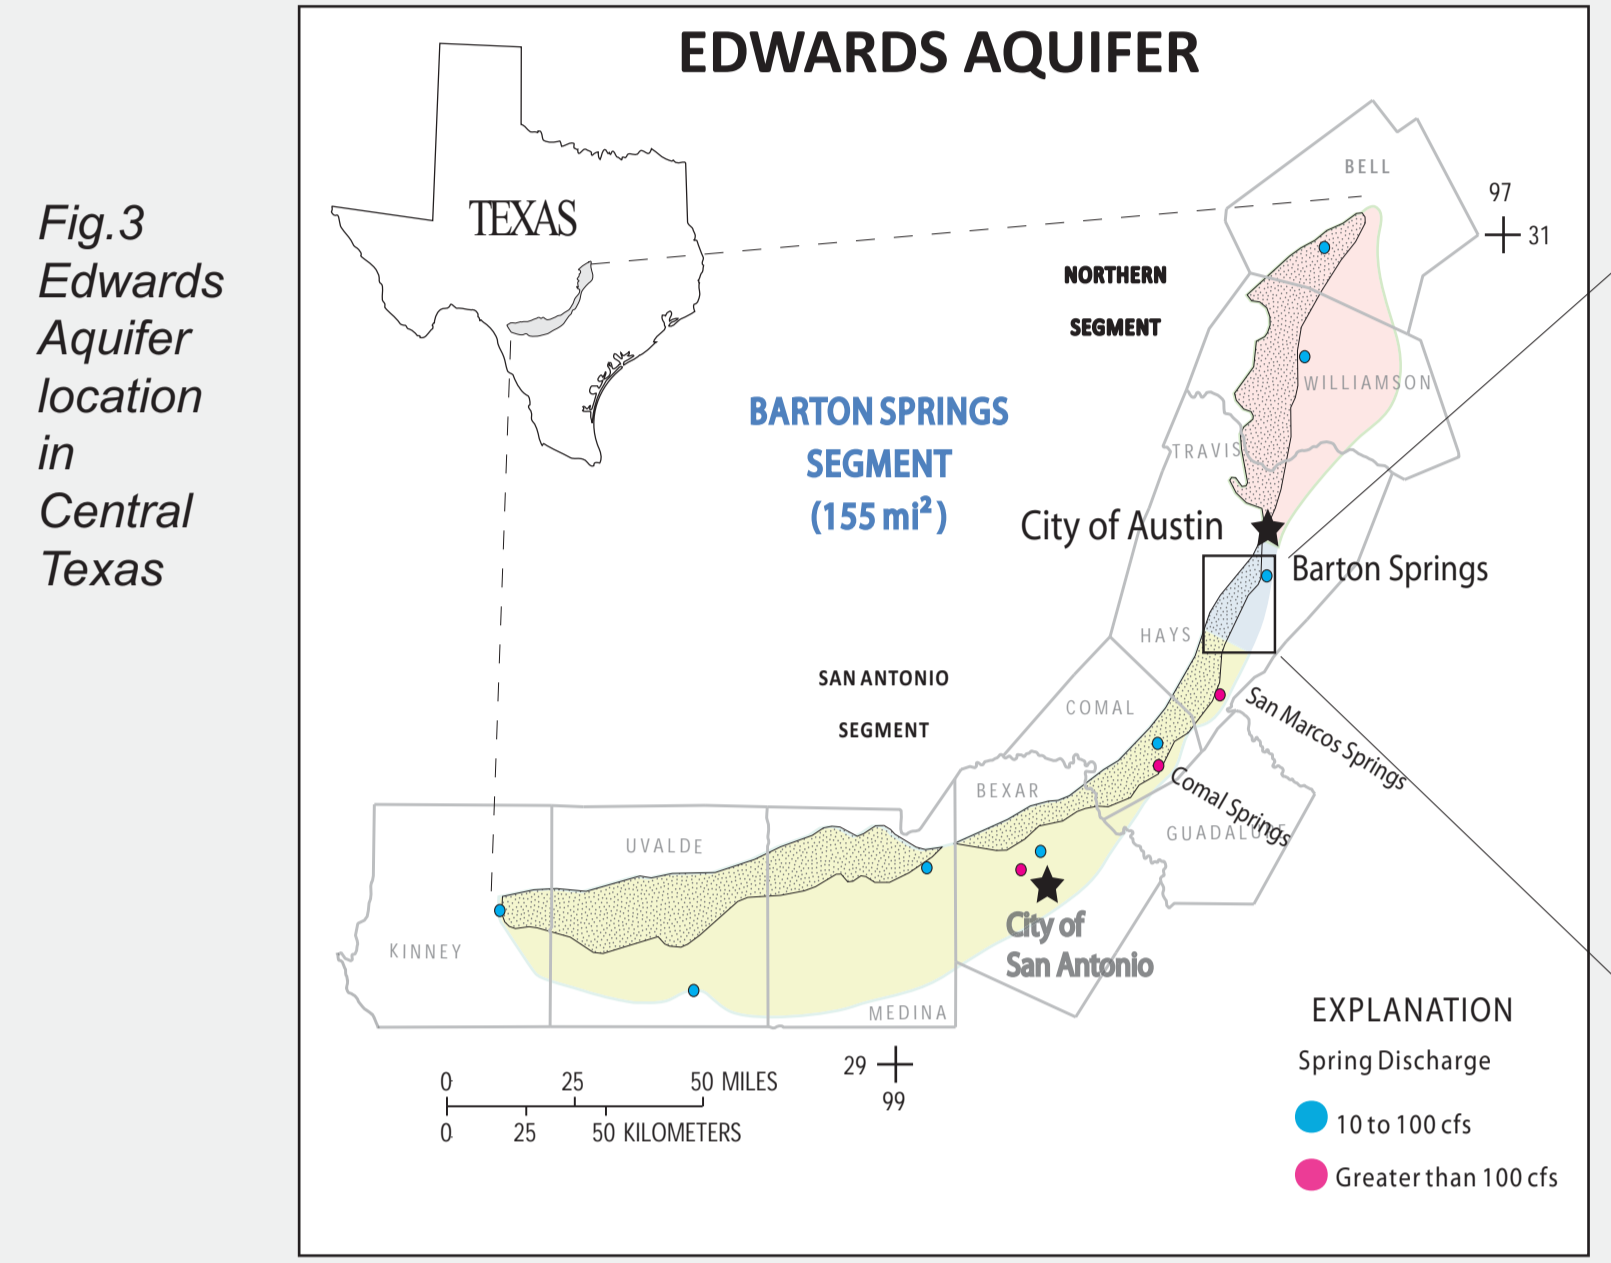 Fig.3
Edwards
Aquifer
location
in
Central
Texas
EDWARDS AQUIFER
TEXAS
BELL
97
31
NORTHERN
SEGMENT
BARTON SPRINGS
SEGMENT
(155 mi²)
WILLIAMSON
TRAVIS
City of Austin
Barton Springs
HAYS
SAN ANTONIO
SEGMENT
COMAL
San Marcos Springs
BEXAR
Comal Springs
GUADALUPE
UVALDE
City of
San Antonio
KINNEY
MEDINA
29
99
0 25 50 MILES
0 25 50 KILOMETERS
EXPLANATION
Spring Discharge
10 to 100 cfs
Greater than 100 cfs